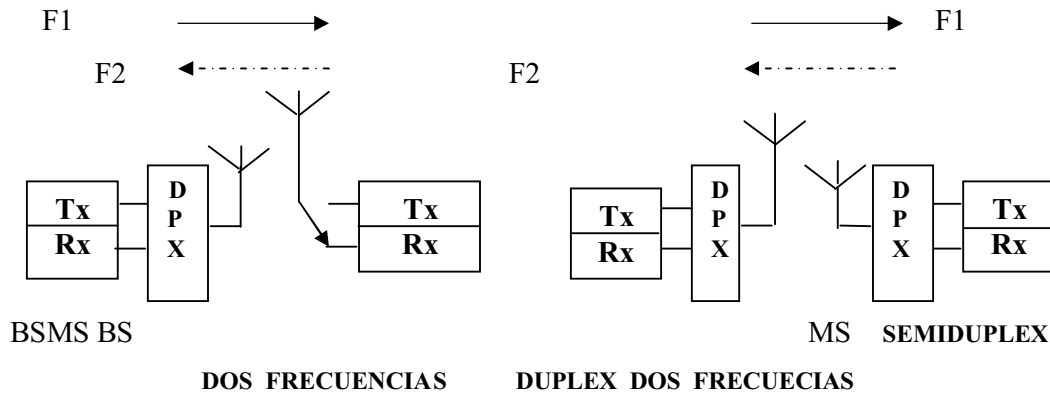 F1 F1
F2 F2
D P X
Tx
Rx
Tx
Rx
Tx
Rx
D P X
D P X
Tx
Rx
BSMS BS MS SEMIDUPLEX
DOS FRECUENCIAS DUPLEX DOS FRECUECIAS